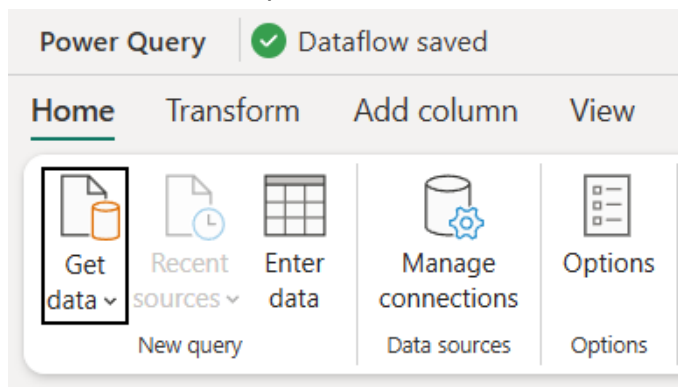 Power Query Dataflow saved
Home Transform Add column View
Get data Recent sources Enter data Manage connections Options
New query Data sources Options